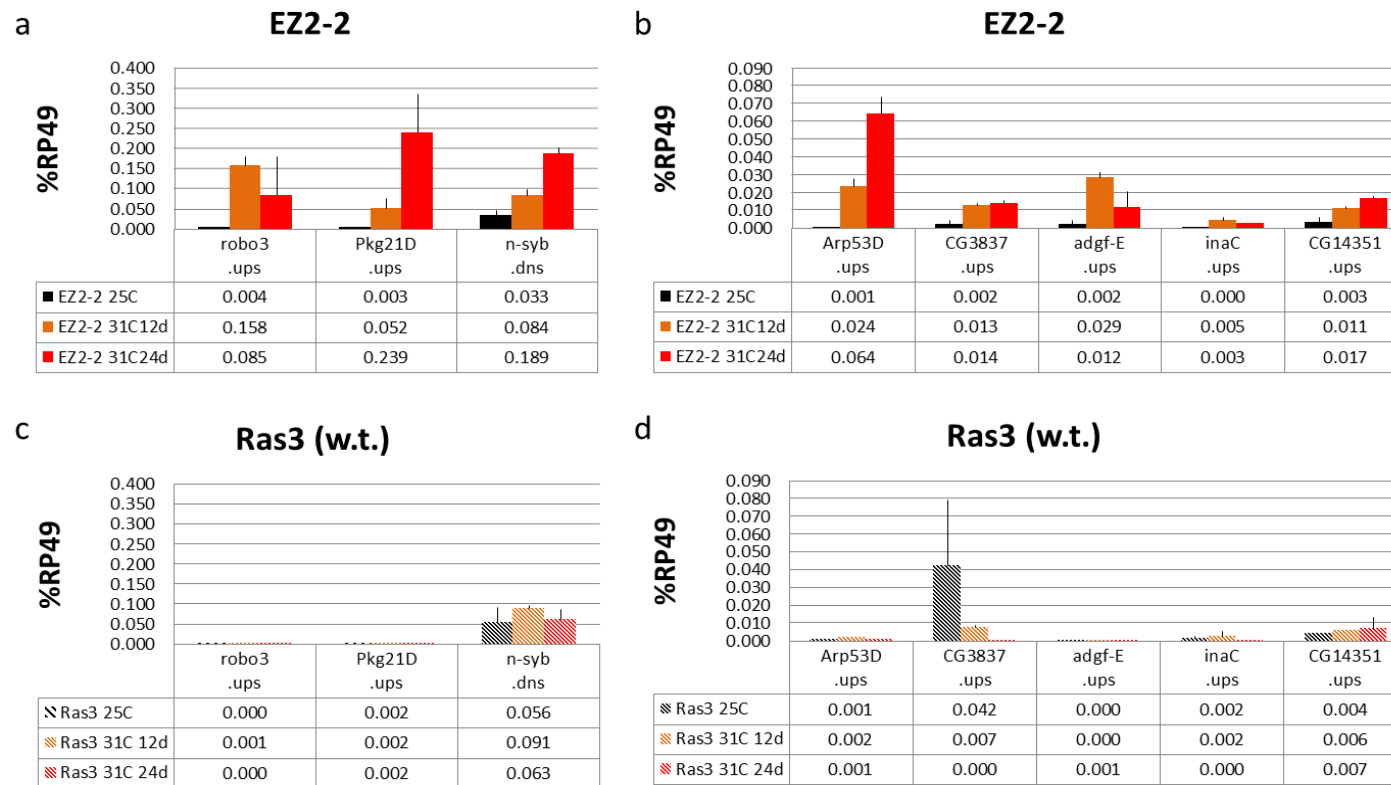 a
EZ2-2
%RP49
0.400
0.350
0.300
0.250
0.200
0.150
0.100
0.050
0.000
robo3 Pkg21D n-syb
.ups .ups .dns
EZ2-2 25C 0.004 0.003 0.033
EZ2-2 31C12d 0.158 0.052 0.084
EZ2-2 31C24d 0.085 0.239 0.189
b
EZ2-2
%RP49
0.090
0.080
0.070
0.060
0.050
0.040
0.030
0.020
0.010
0.000
Arp53D CG3837 adgf-E inaC CG14351
.ups .ups .ups .ups .ups
EZ2-2 25C 0.001 0.002 0.002 0.000 0.003
EZ2-2 31C12d 0.024 0.013 0.029 0.005 0.011
EZ2-2 31C24d 0.064 0.014 0.012 0.003 0.017
c
Ras3 (w.t.)
%RP49
0.400
0.350
0.300
0.250
0.200
0.150
0.100
0.050
0.000
robo3 Pkg21D n-syb
.ups .ups .dns
Ras3 25C 0.000 0.002 0.056
Ras3 31C 12d 0.001 0.002 0.091
Ras3 31C 24d 0.000 0.002 0.063
d
Ras3 (w.t.)
%RP49
0.090
0.080
0.070
0.060
0.050
0.040
0.030
0.020
0.010
0.000
Arp53D CG3837 adgf-E inaC CG14351
.ups .ups .ups .ups .ups
Ras3 25C 0.001 0.042 0.000 0.002 0.004
Ras3 31C 12d 0.002 0.007 0.000 0.002 0.006
Ras3 31C 24d 0.001 0.000 0.001 0.000 0.007